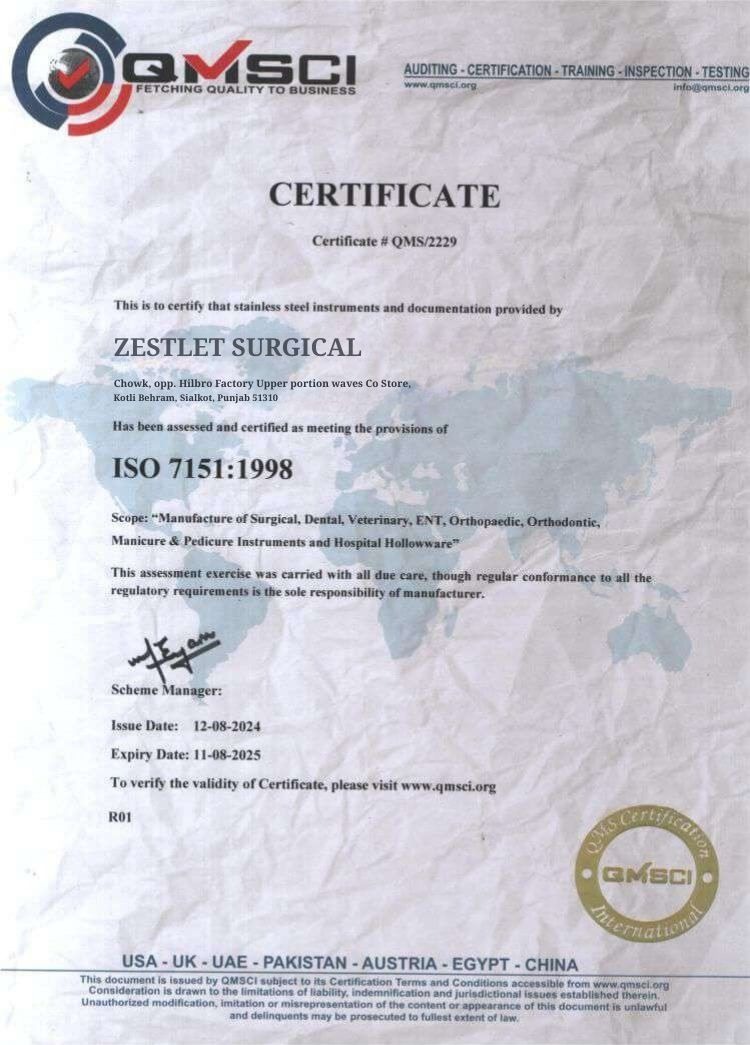 QMSCI
FETCHING QUALITY TO BUSINESS
AUDITING - CERTIFICATION - TRAINING - INSPECTION - TESTING
www.qmsci.org info@qmsci.org
CERTIFICATE
Certificate # QMS/2229
This is to certify that stainless steel instruments and documentation provided by
ZESTLET SURGICAL
Chowk, opp. Hilbro Factory Upper portion waves Co Store,
Kotli Behram, Sialkot, Punjab 51310
Has been assessed and certified as meeting the provisions of
ISO 7151:1998
Scope: “Manufacture of Surgical, Dental, Veterinary, ENT, Orthopaedic, Orthodontic,
Manicure & Pedicure Instruments and Hospital Hollowware”
This assessment exercise was carried with all due care, though regular conformance to all the
regulatory requirements is the sole responsibility of manufacturer.
Scheme Manager:
Issue Date: 12-08-2024
Expiry Date: 11-08-2025
To verify the validity of Certificate, please visit www.qmsci.org
R01
QMS Certification
QMSCI
International
USA - UK - UAE - PAKISTAN - AUSTRIA - EGYPT - CHINA
This document is issued by QMSCI subject to its Certification Terms and Conditions accessible from www.qmsci.org
Consideration is drawn to the limitations of liability, indemnification and jurisdictional issues established therein.
Unauthorized modification, imitation or misrepresentation of the content or appearance of this document is unlawful
and delinquents may be prosecuted to fullest extent of law.